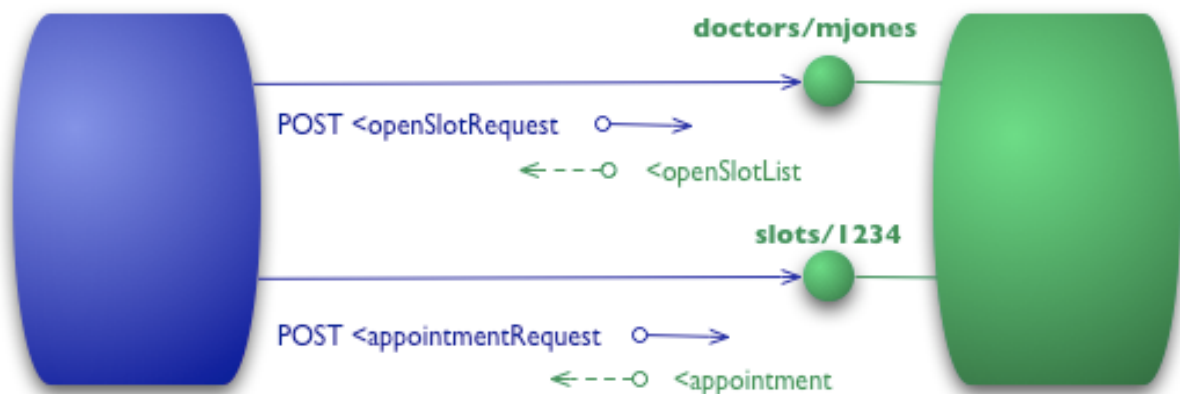 doctors/mjones
POST <openSlotRequest
<openSlotList
slots/1234
POST <appointmentRequest
<appointment